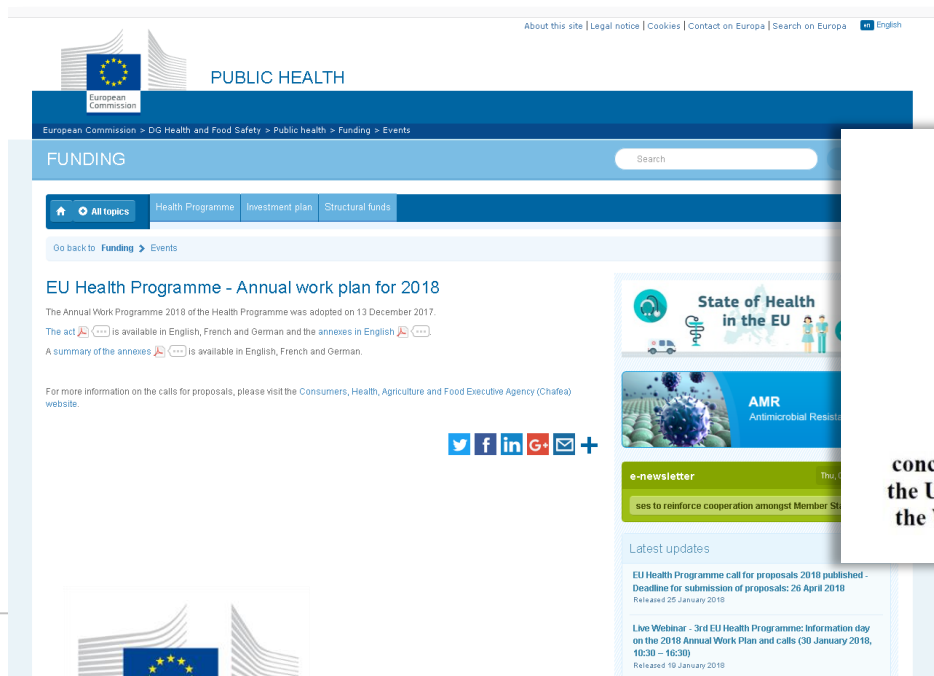 About this site | Legal notice | Cookies | Contact on Europa | Search on Europa en English
European
Commission
PUBLIC HEALTH
European Commission > DG Health and Food Safety > Public health > Funding > Events
FUNDING
Search
All topics
Health Programme
Investment plan
Structural funds
Go back to Funding > Events
EU Health Programme - Annual work plan for 2018
The Annual Work Programme 2018 of the Health Programme was adopted on 13 December 2017.
The act is available in English, French and German and the annexes in English
A summary of the annexes is available in English, French and German.
For more information on the calls for proposals, please visit the Consumers, Health, Agriculture and Food Executive Agency (Chafea)
website.
State of Health
in the EU
AMR
Antimicrobial
e-newsletter
Thu,
ses to reinforce cooperation amongst Member
Latest updates
EU Health Programme call for proposals 2018 published -
Deadline for submission of proposals: 26 April 2018
Released 25 January 2018
Live Webinar - 3rd EU Health Programme: Information day
on the 2018 Annual Work Plan and calls (30 January 2018,
10:30 – 16:30)
Released 19 January 2018
the
the